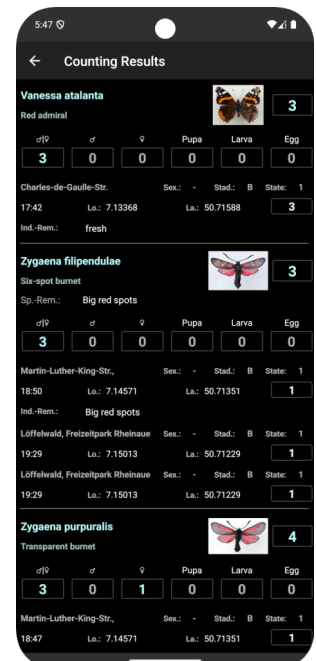 5:47
Counting Results
Vanessa atalanta
3
Red admiral
♂|♀ ♂ ♀ Pupa Larva Egg
3 0 0 0 0 0
Charles-de-Gaulle-Str. Sex.: - Stad.: B State: 1
17:42 Lo.: 7.13368 La.: 50.71588 3
Ind.-Rem.: fresh
Zygaena filipendulae
3
Six-spot burnet
Sp.-Rem.: Big red spots
♂|♀ ♂ ♀ Pupa Larva Egg
3 0 0 0 0 0
Martin-Luther-King-Str., Sex.: - Stad.: B State: 1
18:50 Lo.: 7.14571 La.: 50.71351 1
Ind.-Rem.: Big red spots
Löffelwald, Freizeitpark Rheinaue Sex.: - Stad.: B State: 1
19:29 Lo.: 7.15013 La.: 50.71229 1
Löffelwald, Freizeitpark Rheinaue Sex.: - Stad.: B State: 1
19:29 Lo.: 7.15013 La.: 50.71229 1
Zygaena purpuralis
4
Transparent burnet
♂|♀ ♂ ♀ Pupa Larva Egg
3 0 1 0 0 0
Martin-Luther-King-Str., Sex.: - Stad.: B State: 1
18:47 Lo.: 7.14571 La.: 50.71351 1